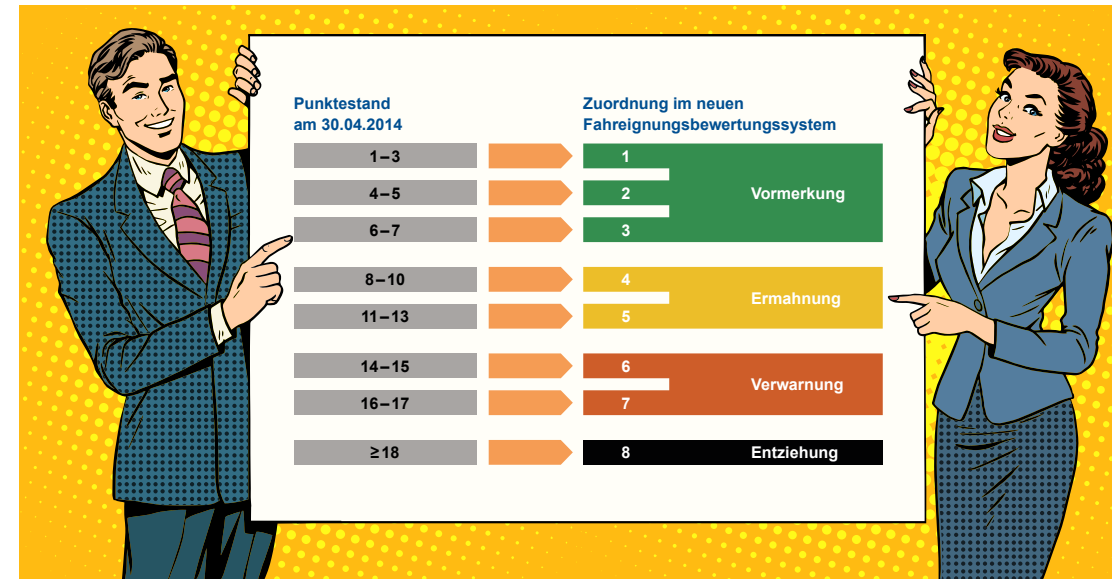 Punktestand
am 30.04.2014
Zuordnung im neuen
Fahreignungsbewertungssystem
1–3
1
4–5
2
Vormerkung
6–7
3
8–10
4
Ermahnung
11–13
5
14–15
6
Verwarnung
16–17
7
≥18
8
Entziehung